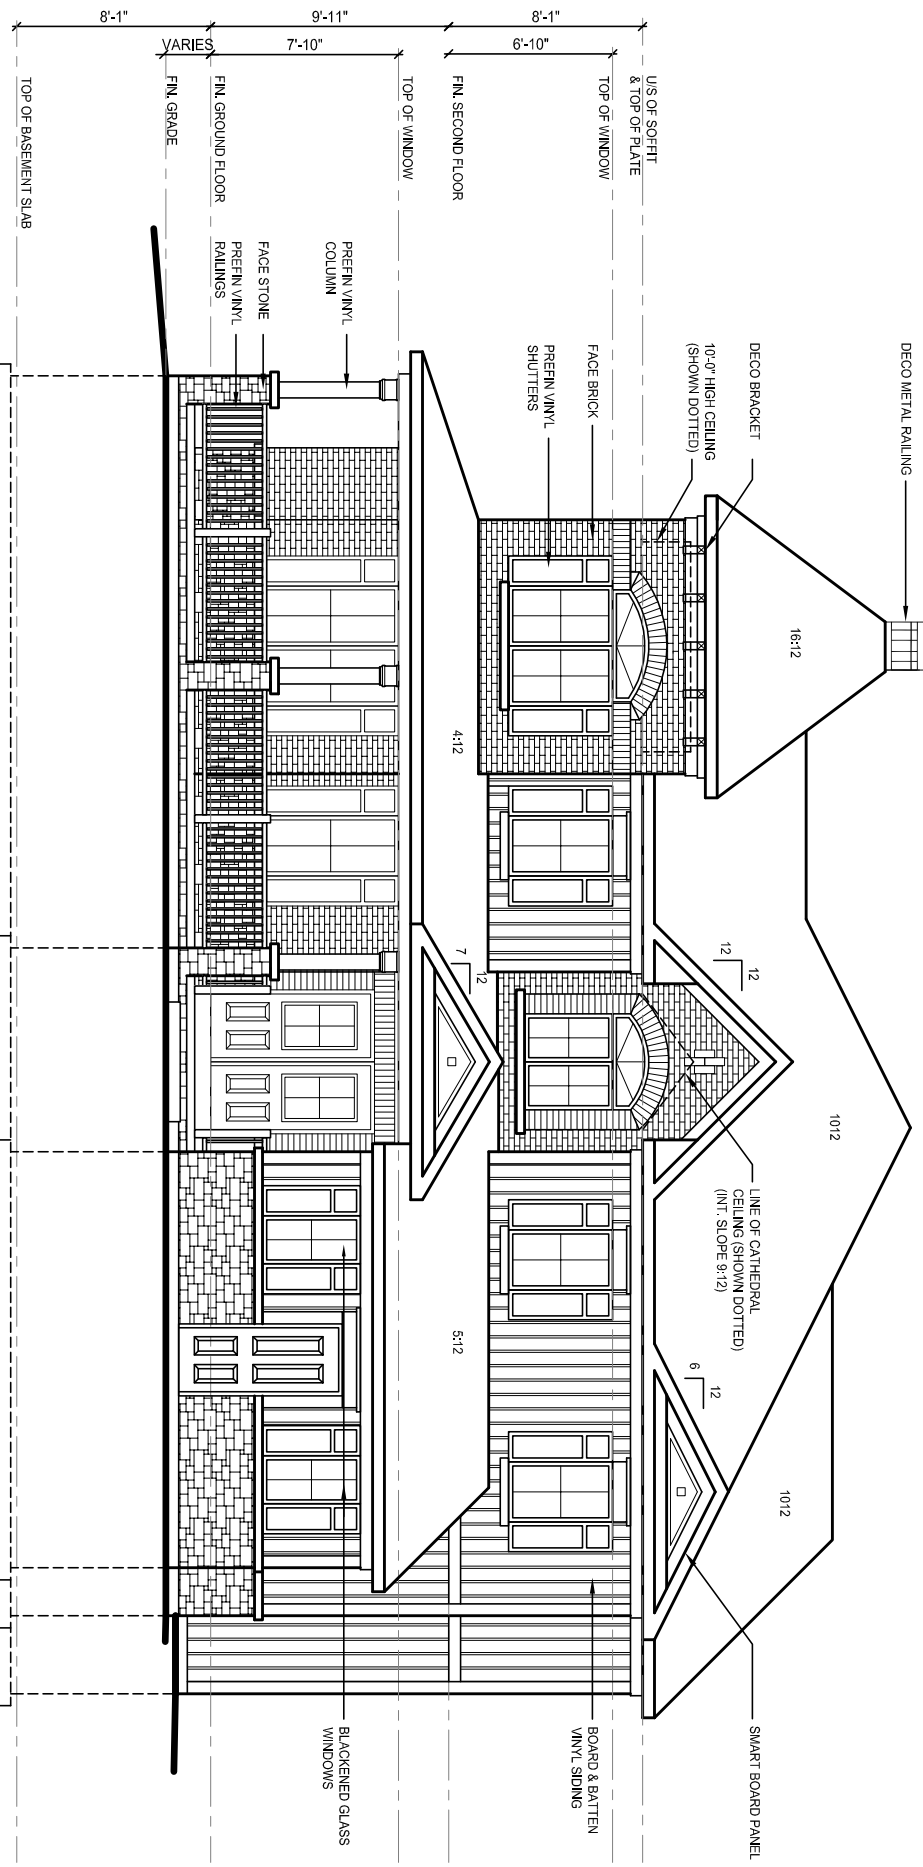 8'-1"
9'-11"
8'-1"
VARIES
7'-10"
6'-10"
U/S OF SOFFIT
& TOP OF PLATE
TOP OF WINDOW
FIN. SECOND FLOOR
TOP OF WINDOW
FIN. GROUND FLOOR
FIN. GRADE
TOP OF BASEMENT SLAB
DECO METAL RAILING
DECO BRACKET
10'-0" HIGH CEILING
(SHOWN DOTTED)
FACE BRICK
PREFIN VINYL
SHUTTERS
PREFIN VINYL
COLUMN
FACE STONE
PREFIN VINYL
RAILINGS
16:12
4:12
12
12
12
7
1012
LINE OF CATHEDRAL
CEILING (SHOWN DOTTED)
(INT. SLOPE 9:12)
5:12
12
6
1012
SMART BOARD PANEL
BOARD & BATTEN
VINYL SIDING
BLACKENED GLASS
WINDOWS